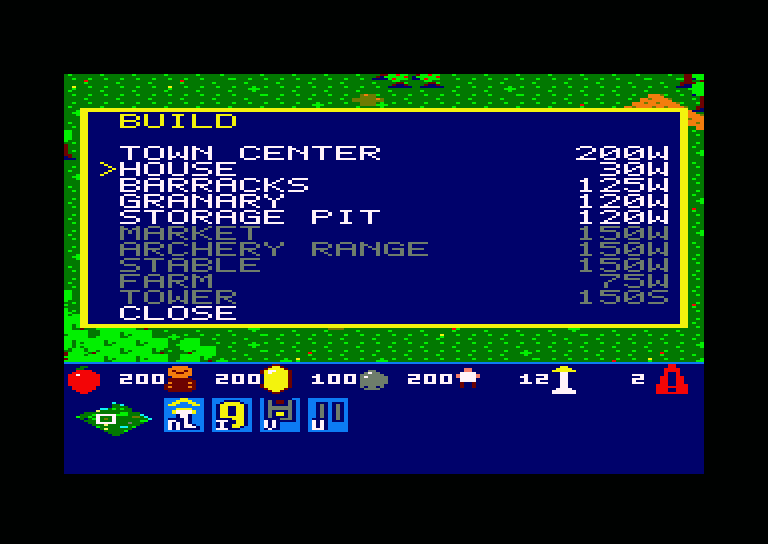 BUILD
TOWN CENTER 200W
>HOUSE 30W
BARRACKS 125W
GRANARY 120W
STORAGE PIT 120W
MARKET 150W
ARCHERY RANGE 150W
STABLE 150W
FARM 75W
TOWER 150S
CLOSE
200 200 100 200 12 2